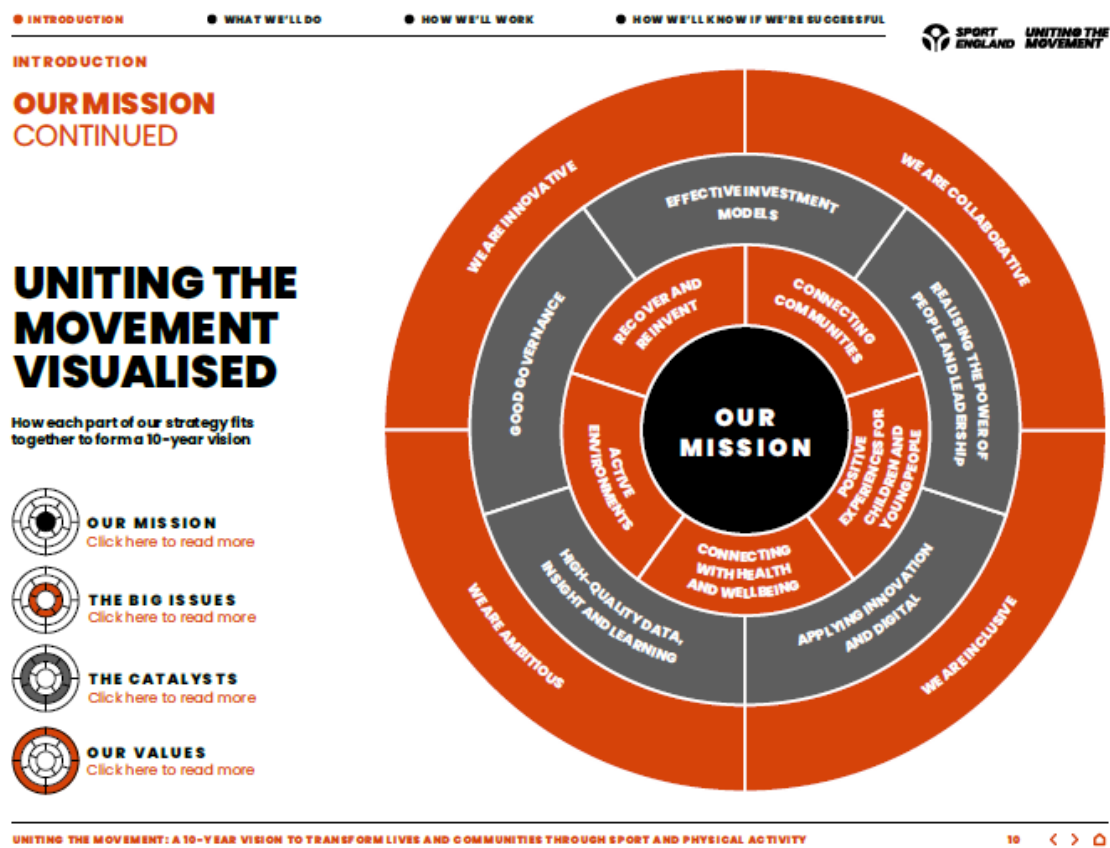 INTRODUCTION
WHAT WE'LL DO
HOW WE'LL WORK
HOW WE'LL KNOW IF WE'RE SUCCESSFUL
SPORT
ENGLAND
UNITING THE
MOVEMENT
INTRODUCTION
OUR MISSION
CONTINUED
UNITING THE
MOVEMENT
VISUALISED
How each part of our strategy fits
together to form a 10-year vision
OUR MISSION
Click here to read more
THE BIG ISSUES
Click here to read more
THE CATALYSTS
Click here to read more
OUR VALUES
Click here to read more
WE ARE INNOVATIVE
WE ARE COLLABORATIVE
WE ARE INCLUSIVE
WE ARE AMBITIOUS
EFFECTIVE INVESTMENT
MODELS
REALISING THE POWER OF
PEOPLE AND LEADERSHIP
APPLYING INNOVATION
AND DIGITAL
HIGH-QUALITY DATA,
INSIGHT AND LEARNING
GOOD GOVERNANCE
RECOVER AND
REINVENT
CONNECTING
COMMUNITIES
POSITIVE
EXPERIENCES FOR
CHILDREN AND
YOUNG PEOPLE
CONNECTING
WITH HEALTH
AND WELLBEING
ACTIVE
ENVIRONMENTS
OUR
MISSION
UNITING THE MOVEMENT: A 10-YEAR VISION TO TRANSFORM LIVES AND COMMUNITIES THROUGH SPORT AND PHYSICAL ACTIVITY
10